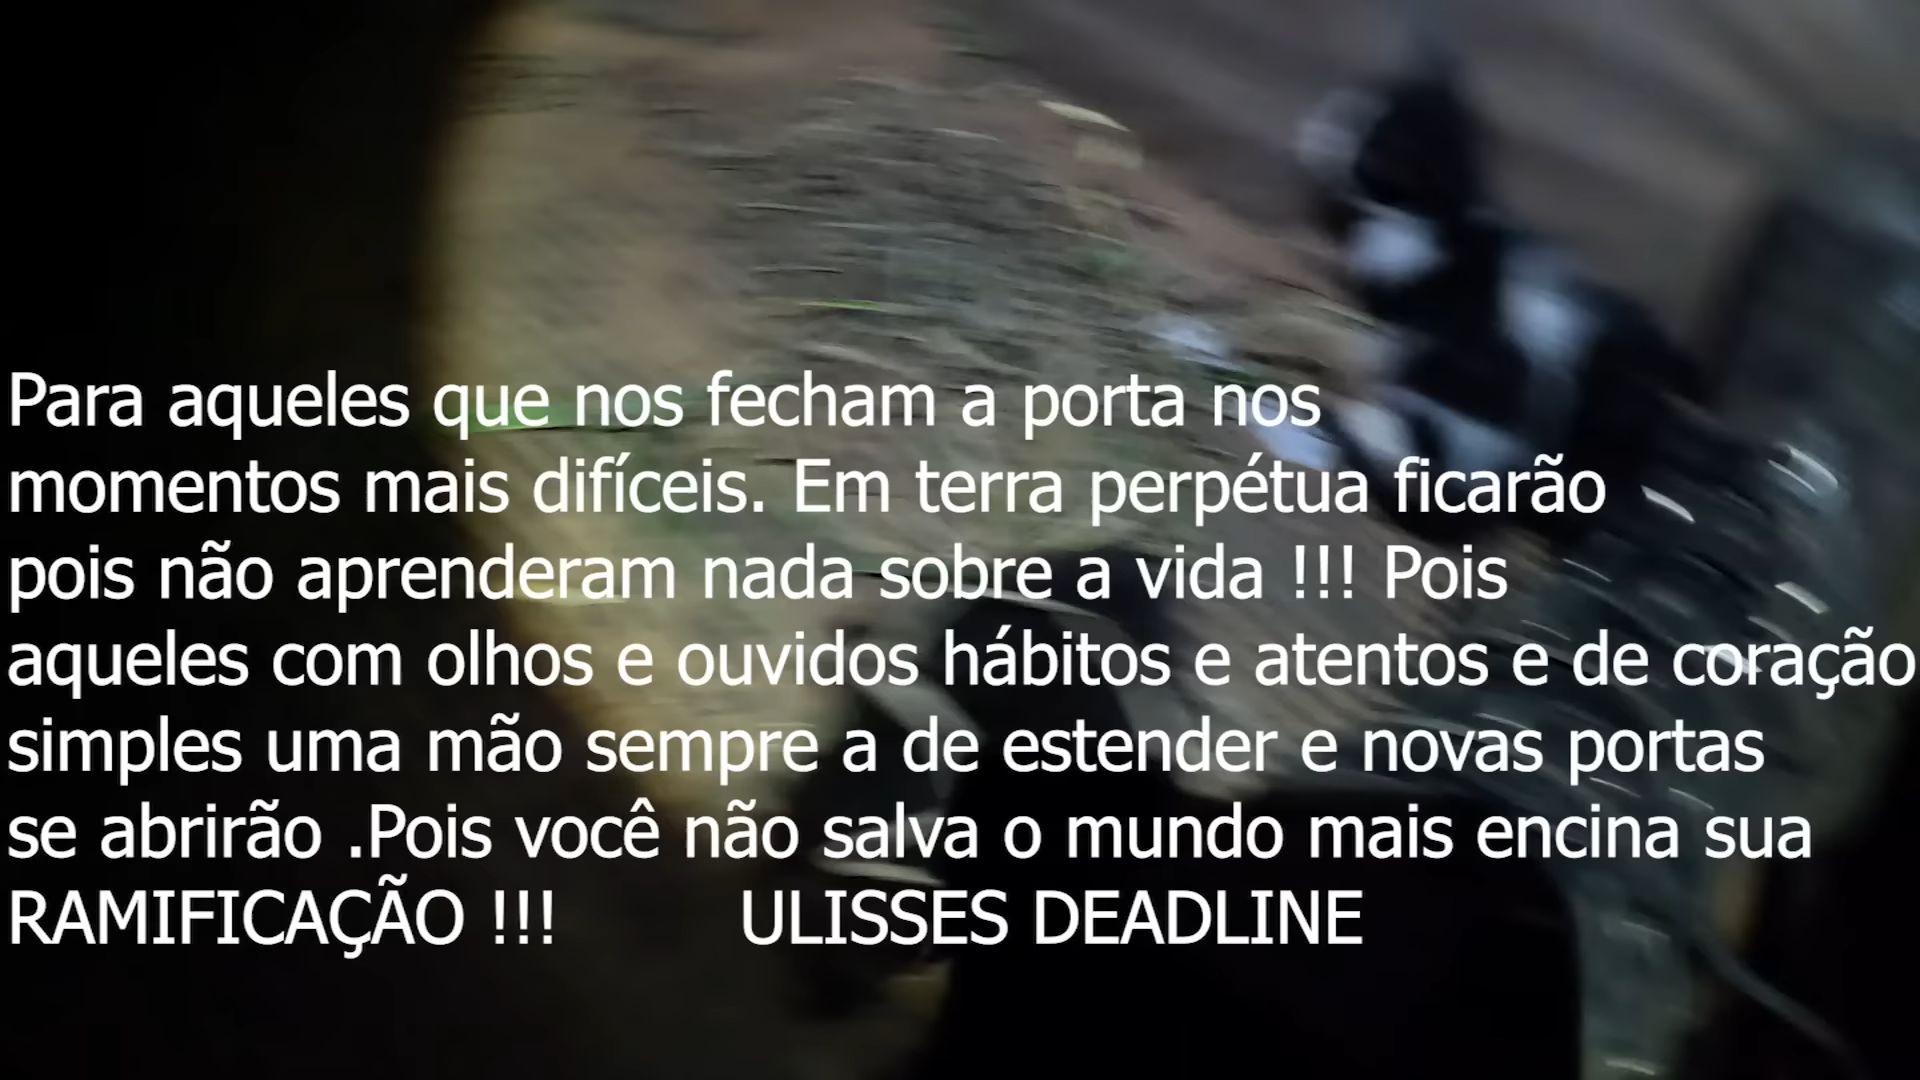 Para aqueles que nos fecham a porta nos
momentos mais difíceis. Em terra perpétua ficarão
pois não aprenderam nada sobre a vida !!! Pois
aqueles com olhos e ouvidos hábitos e atentos e de coração
simples uma mão sempre a de estender e novas portas
se abrirão .Pois você não salva o mundo mais encina sua
RAMIFICAÇÃO !!! ULISSES DEADLINE